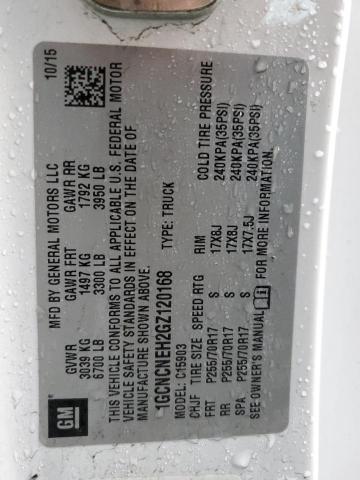 GM
MFD BY GENERAL MOTORS LLC 10/15
GVWR GAWR FRT GAWR RR
3039 KG 1497 KG 1792 KG
6700 LB 3300 LB 3950 LB
THIS VEHICLE CONFORMS TO ALL APPLICABLE U.S. FEDERAL MOTOR
VEHICLE SAFETY STANDARDS IN EFFECT ON THE DATE OF
MANUFACTURE SHOWN ABOVE.
1GCNCNEH2GZ120168 TYPE: TRUCK
MODEL: C15903
CHJF TIRE SIZE SPEED RTG RIM COLD TIRE PRESSURE
FRT P255/70R17 S 17X8J 240KPA(35PSI)
RR P255/70R17 S 17X8J 240KPA(35PSI)
SPA P255/70R17 S 17X7.5J 240KPA(35PSI)
SEE OWNER'S MANUAL FOR MORE INFORMATION.